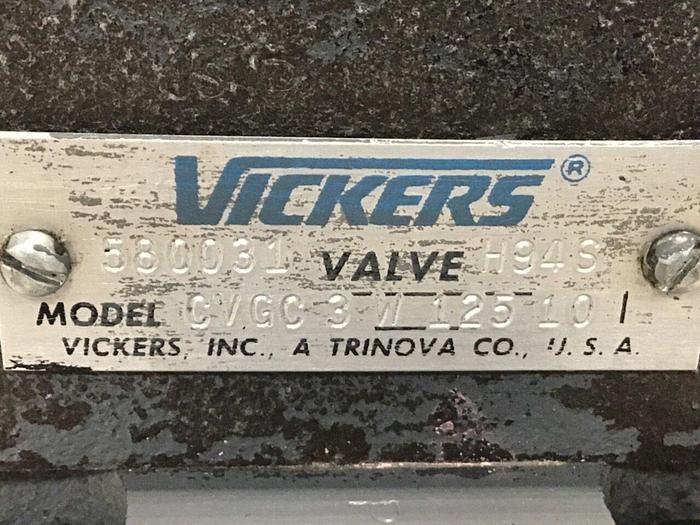 VICKERS®
580031 VALVE H94S
MODEL CVGC 3 W 125 10
VICKERS, INC., A TRINOVA CO., U.S.A.